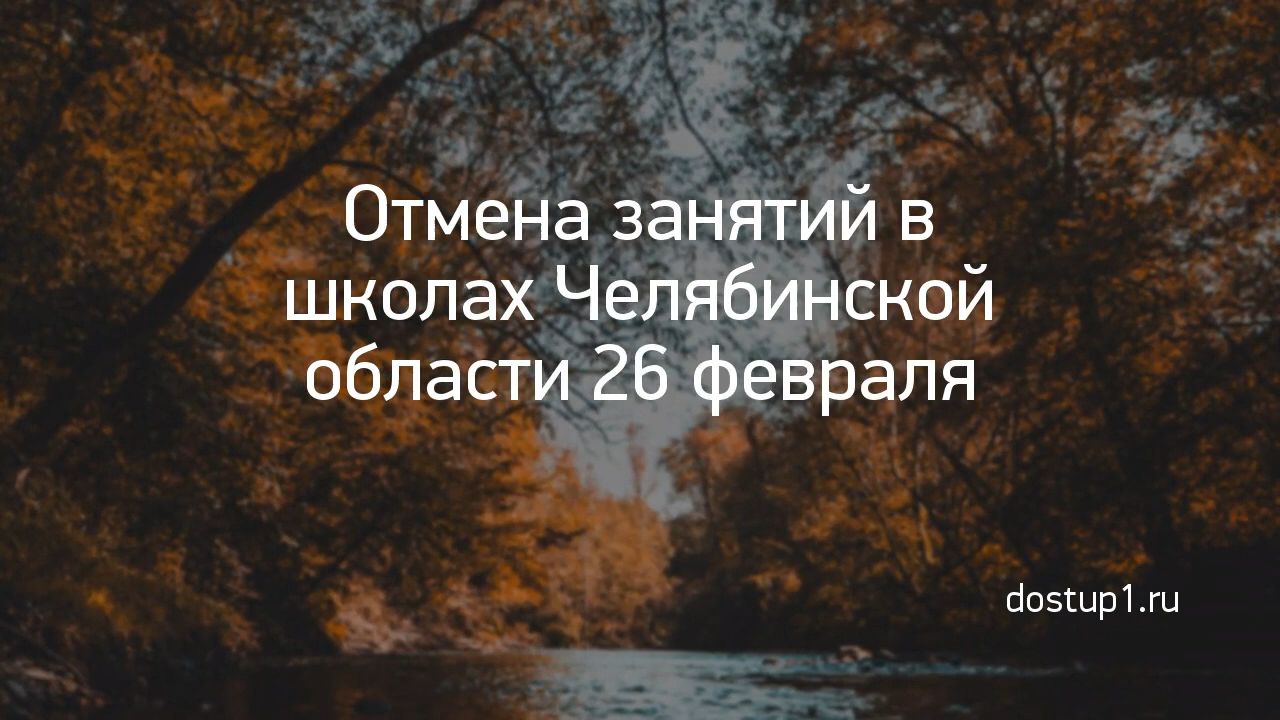 Отмена занятий в
школах Челябинской
области 26 февраля
dostup1.ru